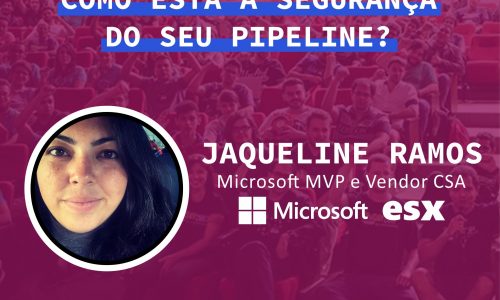 COMO ESTÁ A SEGURANÇA
DO SEU PIPELINE?
JAQUELINE RAMOS
Microsoft MVP e Vendor CSA
Microsoft esx